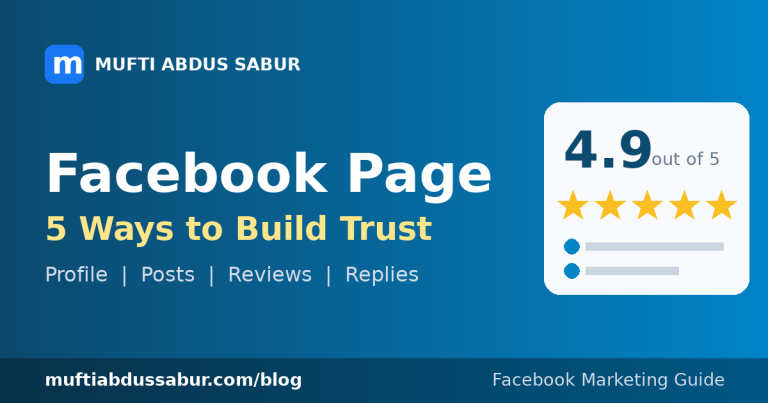 m MUFTI ABDUS SABUR
Facebook Page
5 Ways to Build Trust
Profile | Posts | Reviews | Replies
4.9 out of 5
muftiabdussabur.com/blog
Facebook Marketing Guide